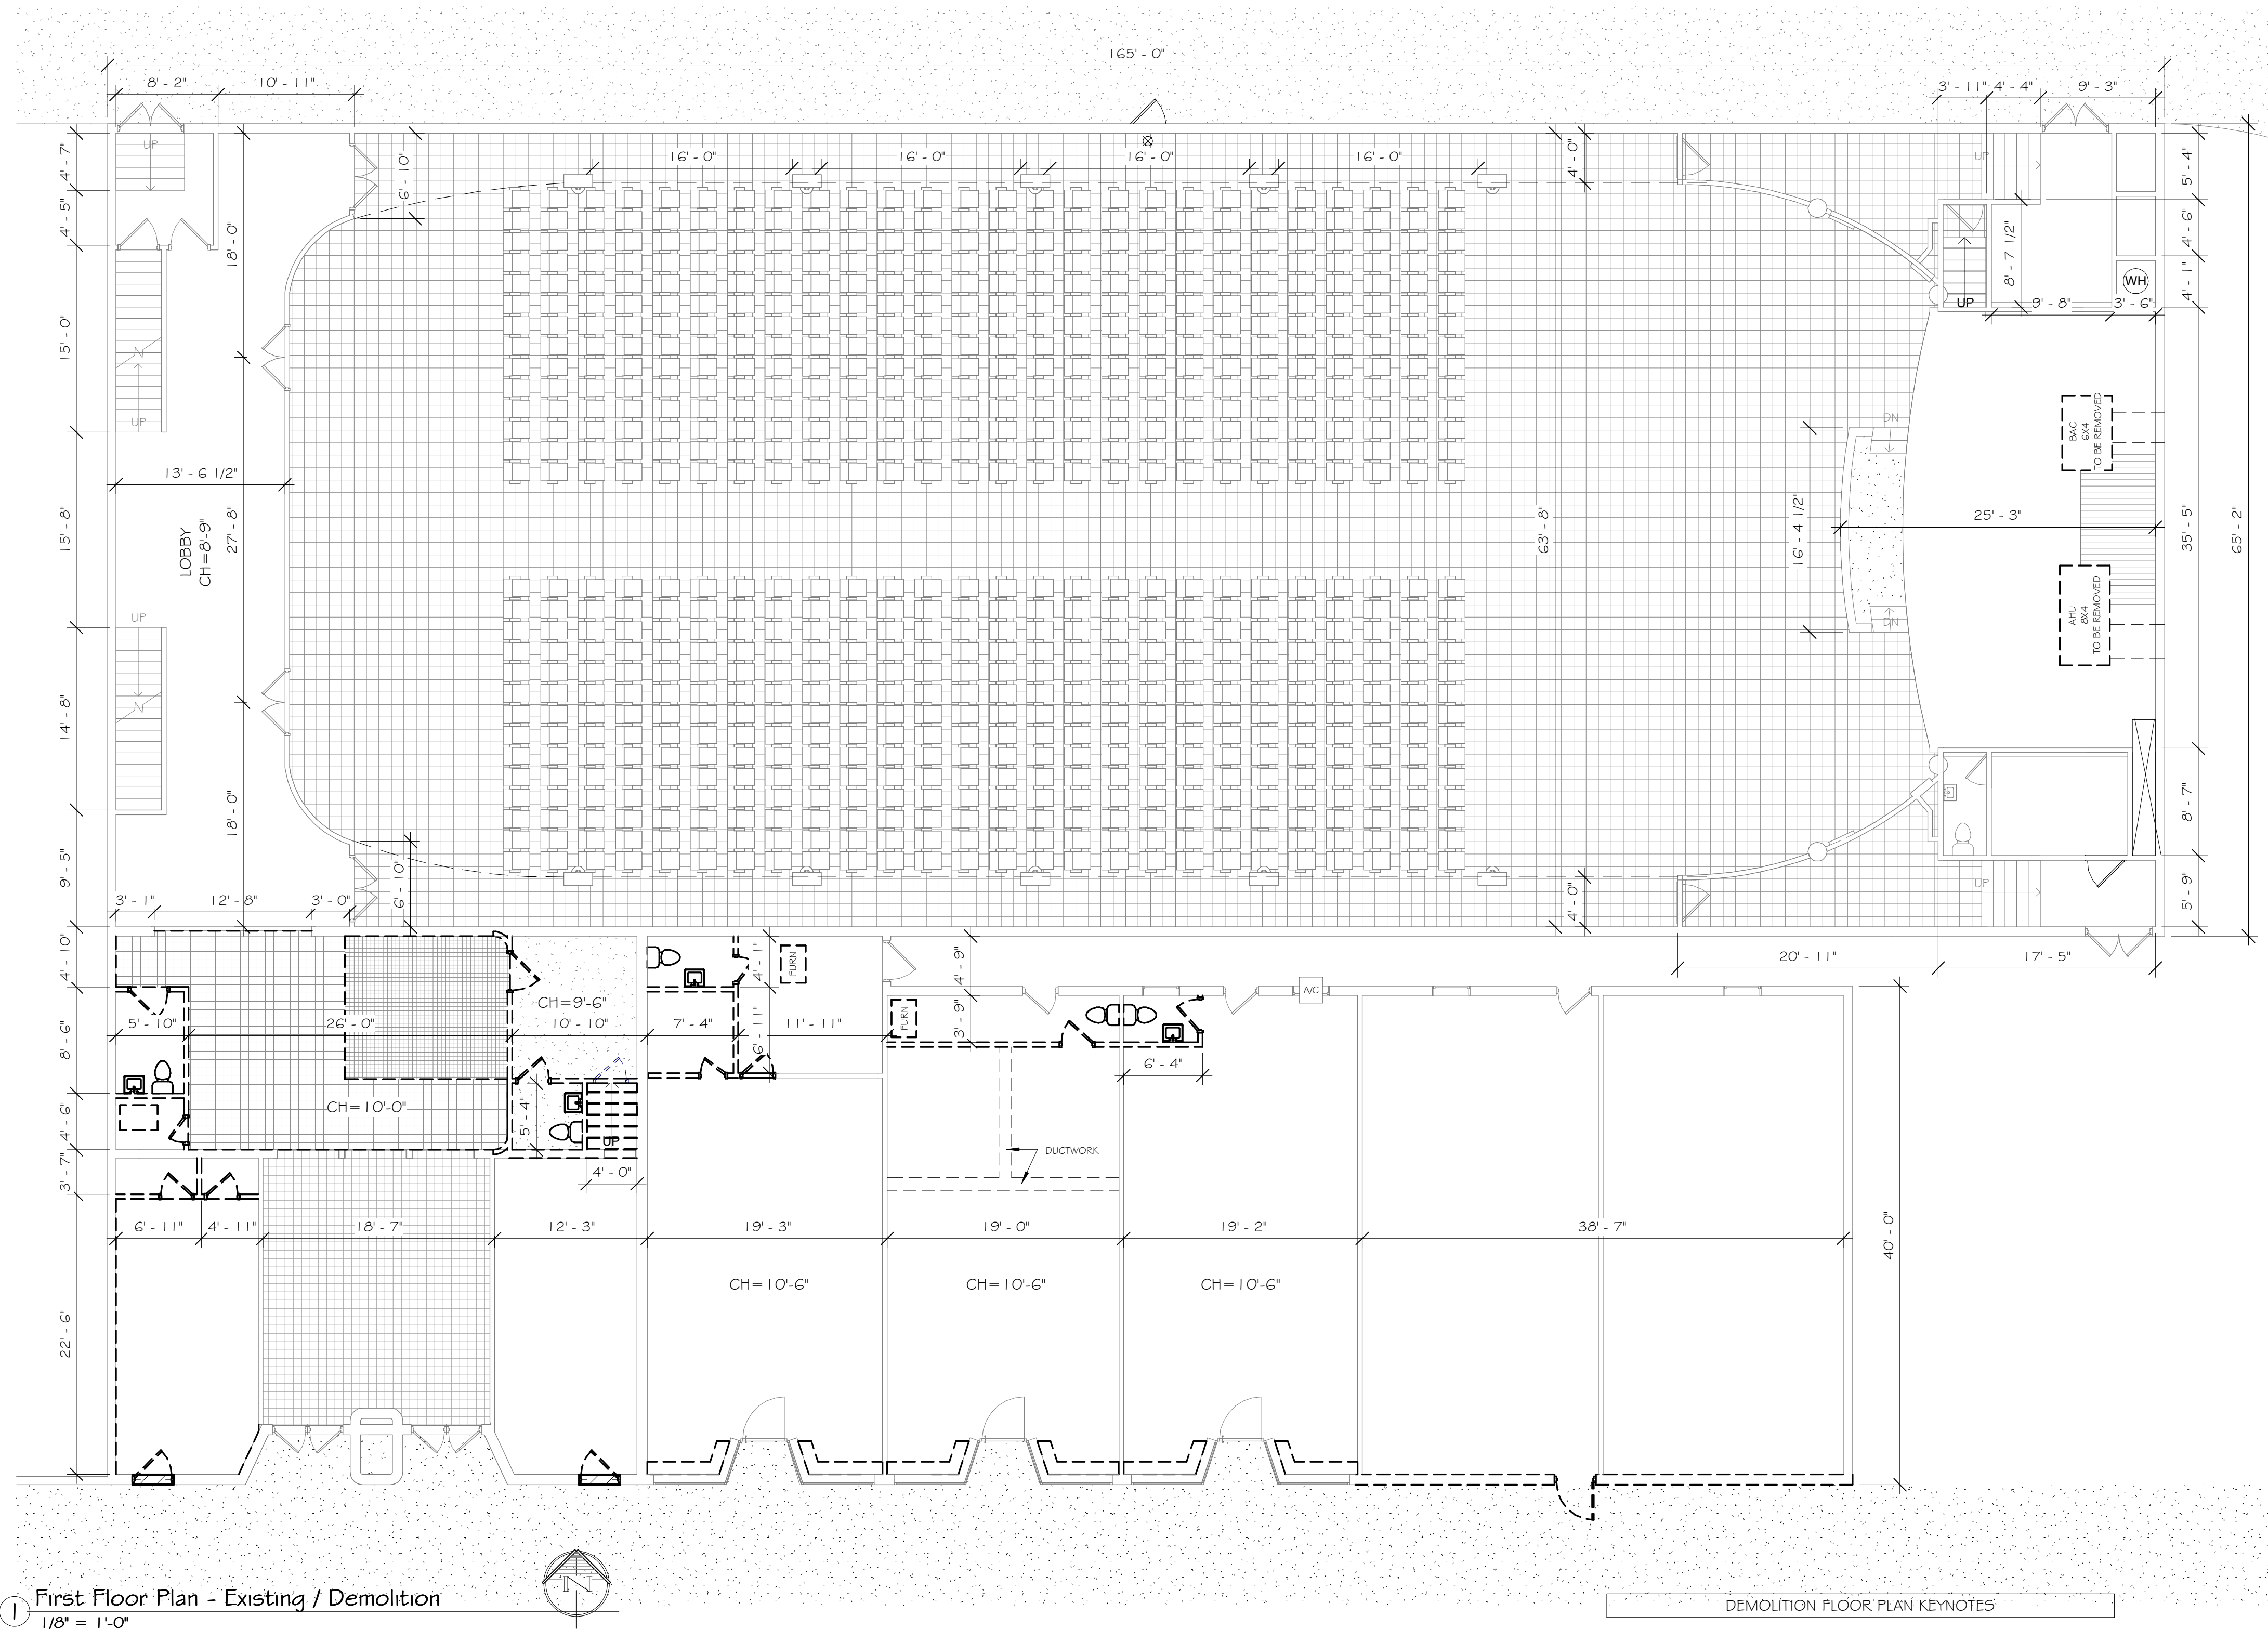 165' - 0"
8' - 2"
10' - 11"
3' - 11"
4' - 4"
9' - 3"
4' - 7"
UP
6' - 10"
16' - 0"
16' - 0"
16' - 0"
16' - 0"
4' - 0"
UP
5' - 4"
4' - 5"
18' - 0"
8' - 7 1/2"
4' - 6"
WH
4' - 1"
UP
9' - 8"
3' - 6"
15' - 0"
UP
DN
BAC
6X4
TO BE REMOVED
13' - 6 1/2"
15' - 8"
LOBBY
CH=8'-9"
27' - 8"
63' - 8"
16' - 4 1/2"
25' - 3"
35' - 5"
65' - 2"
UP
DN
AHU
8X4
TO BE REMOVED
14' - 8"
18' - 0"
8' - 7"
9' - 5"
6' - 10"
4' - 0"
UP
5' - 9"
3' - 1"
12' - 8"
3' - 0"
4' - 10"
4' - 1"
FURN
4' - 9"
20' - 11"
17' - 5"
CH=9'-6"
A/C
8' - 6"
5' - 10"
26' - 0"
10' - 10"
7' - 4"
6' - 11"
11' - 11"
FURN
3' - 9"
6' - 4"
CH=10'-0"
4' - 6"
5' - 4"
UP
DUCTWORK
3' - 7"
4' - 0"
6' - 11"
4' - 11"
18' - 7"
12' - 3"
19' - 3"
19' - 0"
19' - 2"
38' - 7"
40' - 0"
CH=10'-6"
CH=10'-6"
CH=10'-6"
22' - 6"
N
1
First Floor Plan - Existing / Demolition
1/8" = 1'-0"
DEMOLITION FLOOR PLAN KEYNOTES